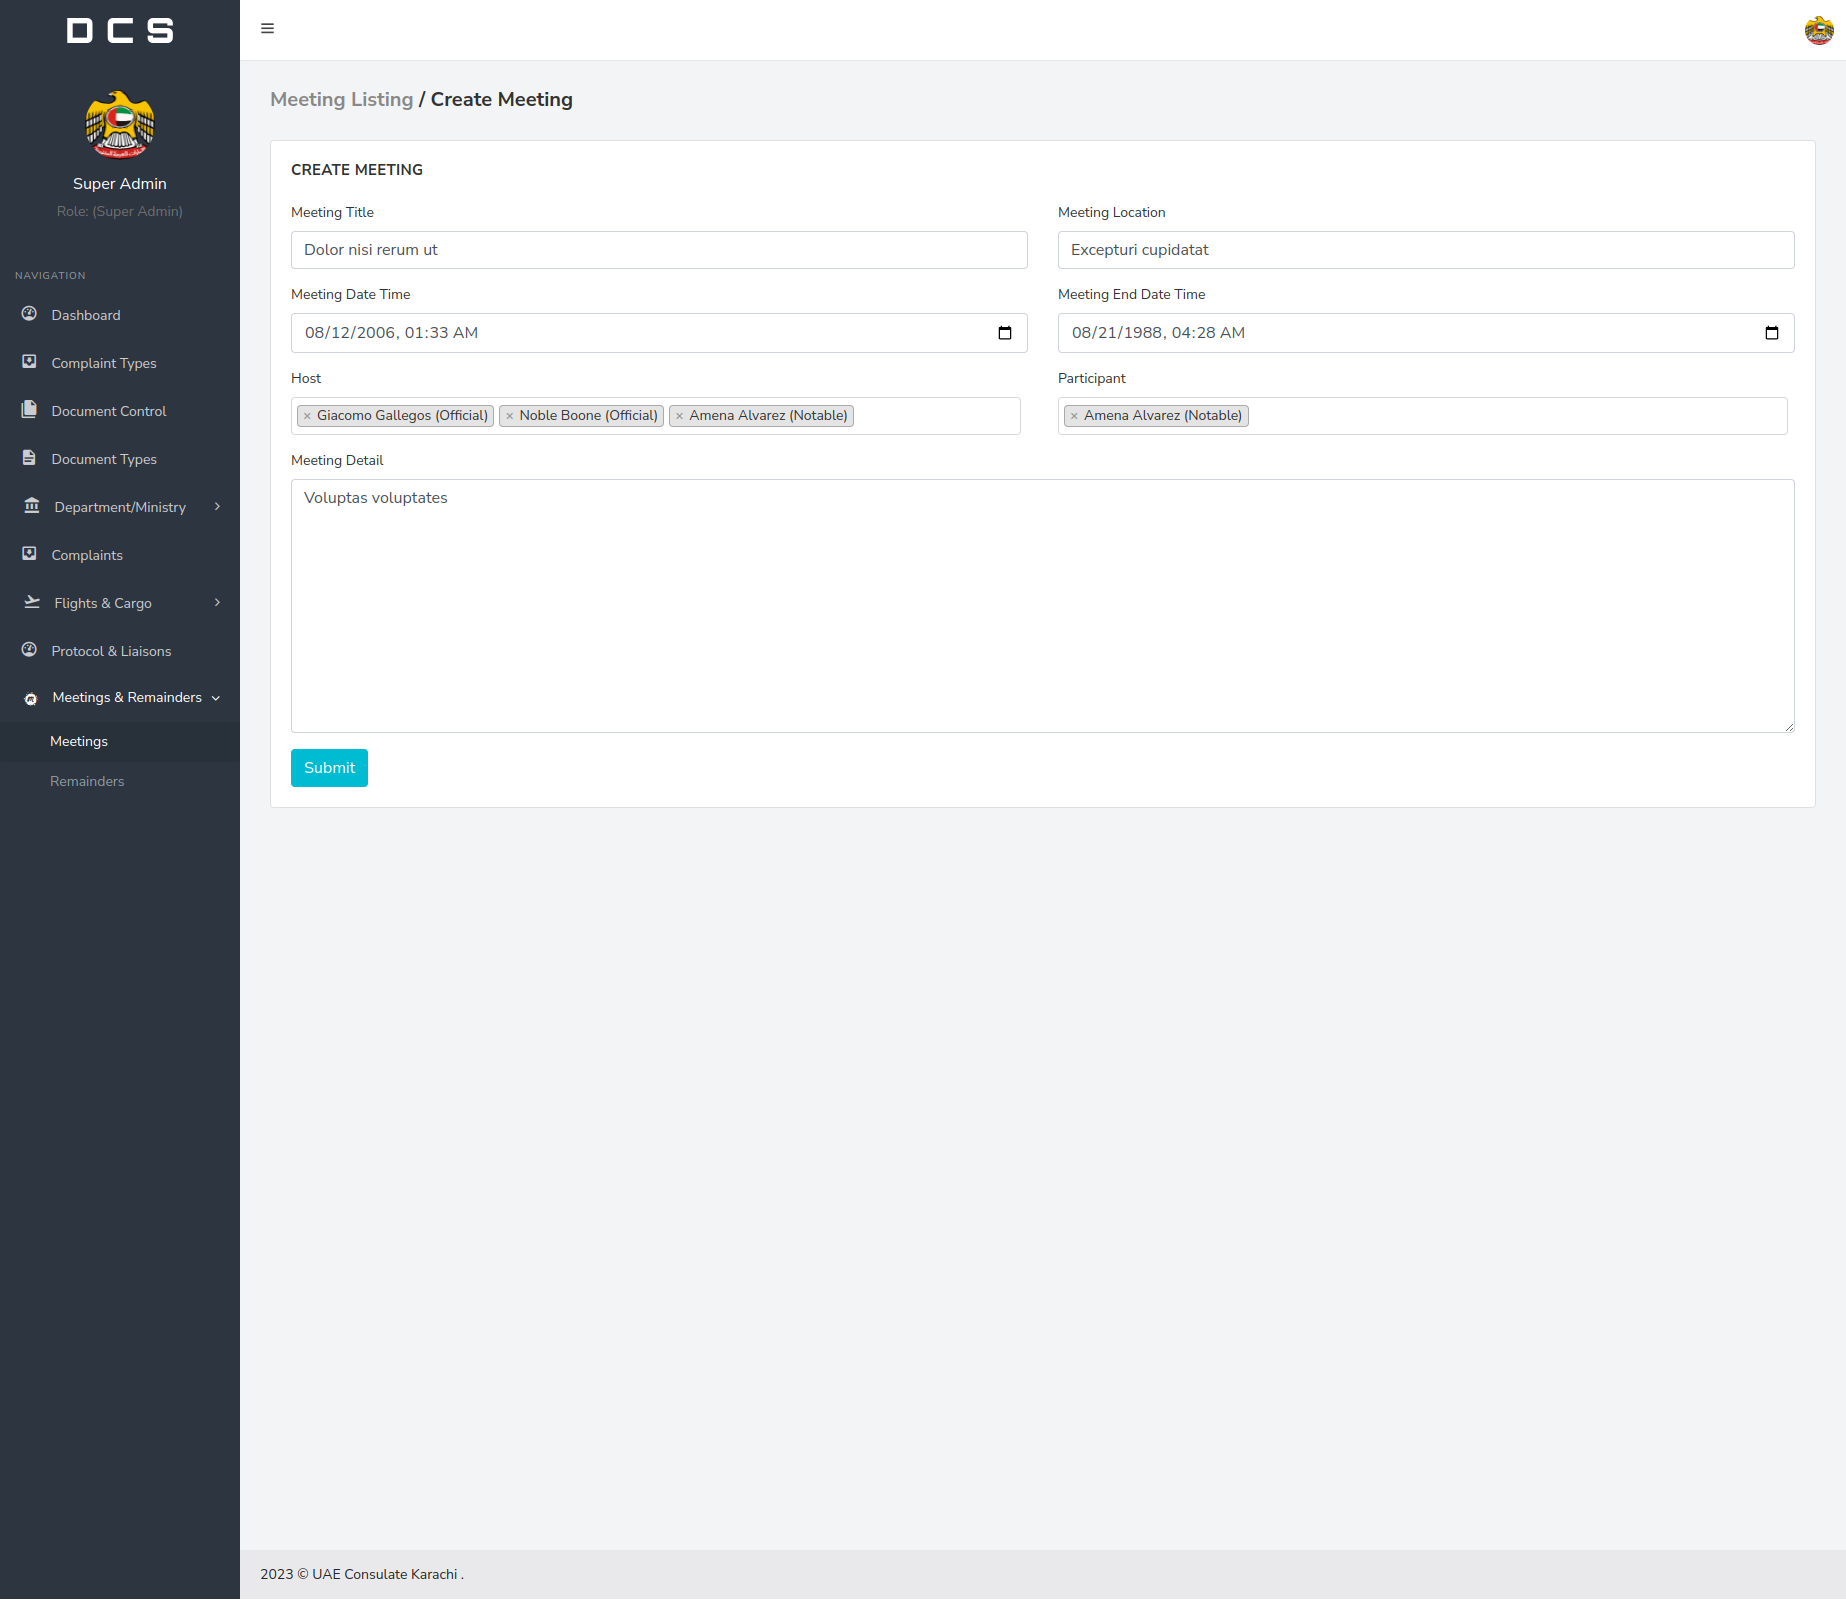 DCS
Super Admin
Role: (Super Admin)
NAVIGATION
Dashboard
Complaint Types
Document Control
Document Types
Department/Ministry
Complaints
Flights & Cargo
Protocol & Liaisons
Meetings & Remainders
Meetings
Remainders
Meeting Listing / Create Meeting
CREATE MEETING
Meeting Title
Dolor nisi rerum ut
Meeting Location
Excepturi cupidatat
Meeting Date Time
08/12/2006, 01:33 AM
Meeting End Date Time
08/21/1988, 04:28 AM
Host
× Giacomo Gallegos (Official) × Noble Boone (Official) × Amena Alvarez (Notable)
Participant
× Amena Alvarez (Notable)
Meeting Detail
Voluptas voluptates
Submit
2023 © UAE Consulate Karachi .